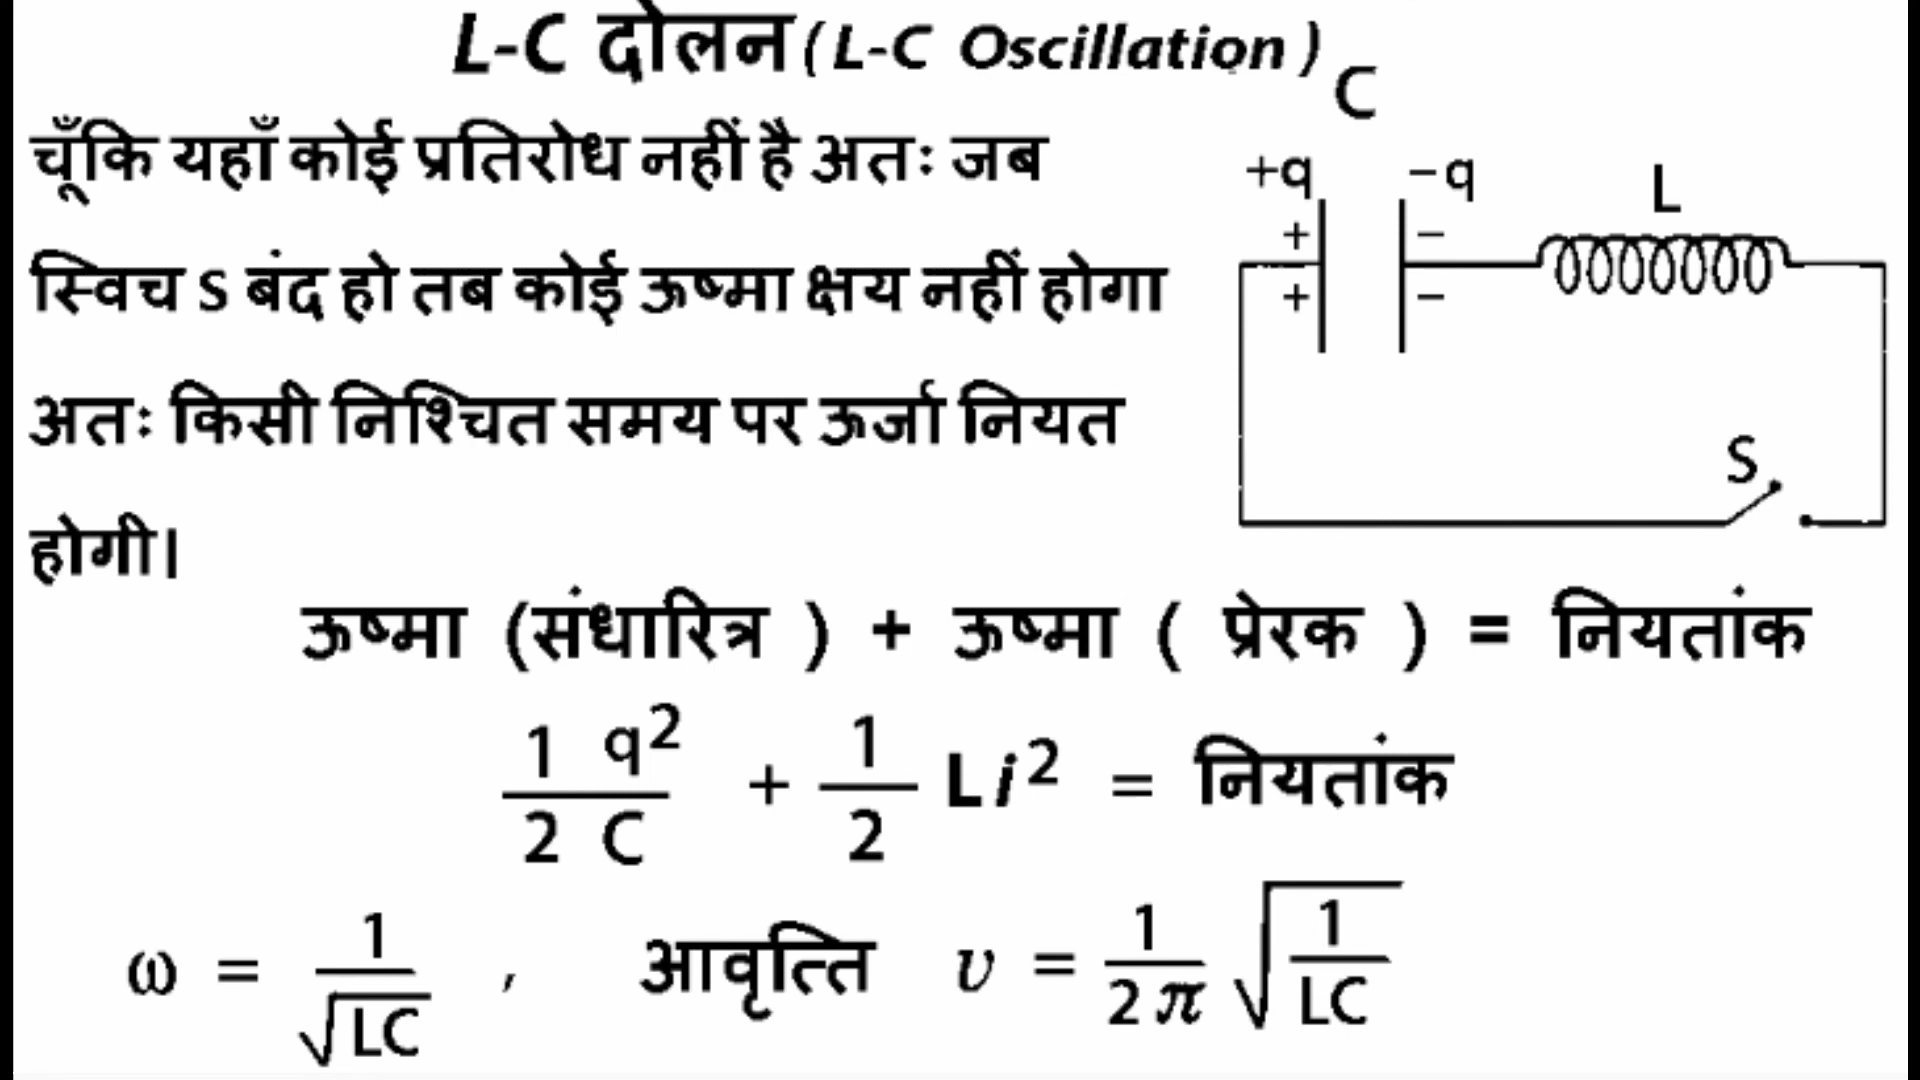 L-C दोलन ( L-C Oscillation )
चूँकि यहाँ कोई प्रतिरोध नहीं है अतः जब
स्विच S बंद हो तब कोई ऊष्मा क्षय नहीं होगा
अतः किसी निश्चित समय पर ऊर्जा नियत
होगी।
C
+q −q
L
+ −
+ −
S
ऊष्मा (संधारित्र ) + ऊष्मा ( प्रेरक ) = नियतांक
1 q² / 2 C + 1/2 L i² = नियतांक
ω = 1/√LC , आवृत्ति υ = 1/2π √1/LC